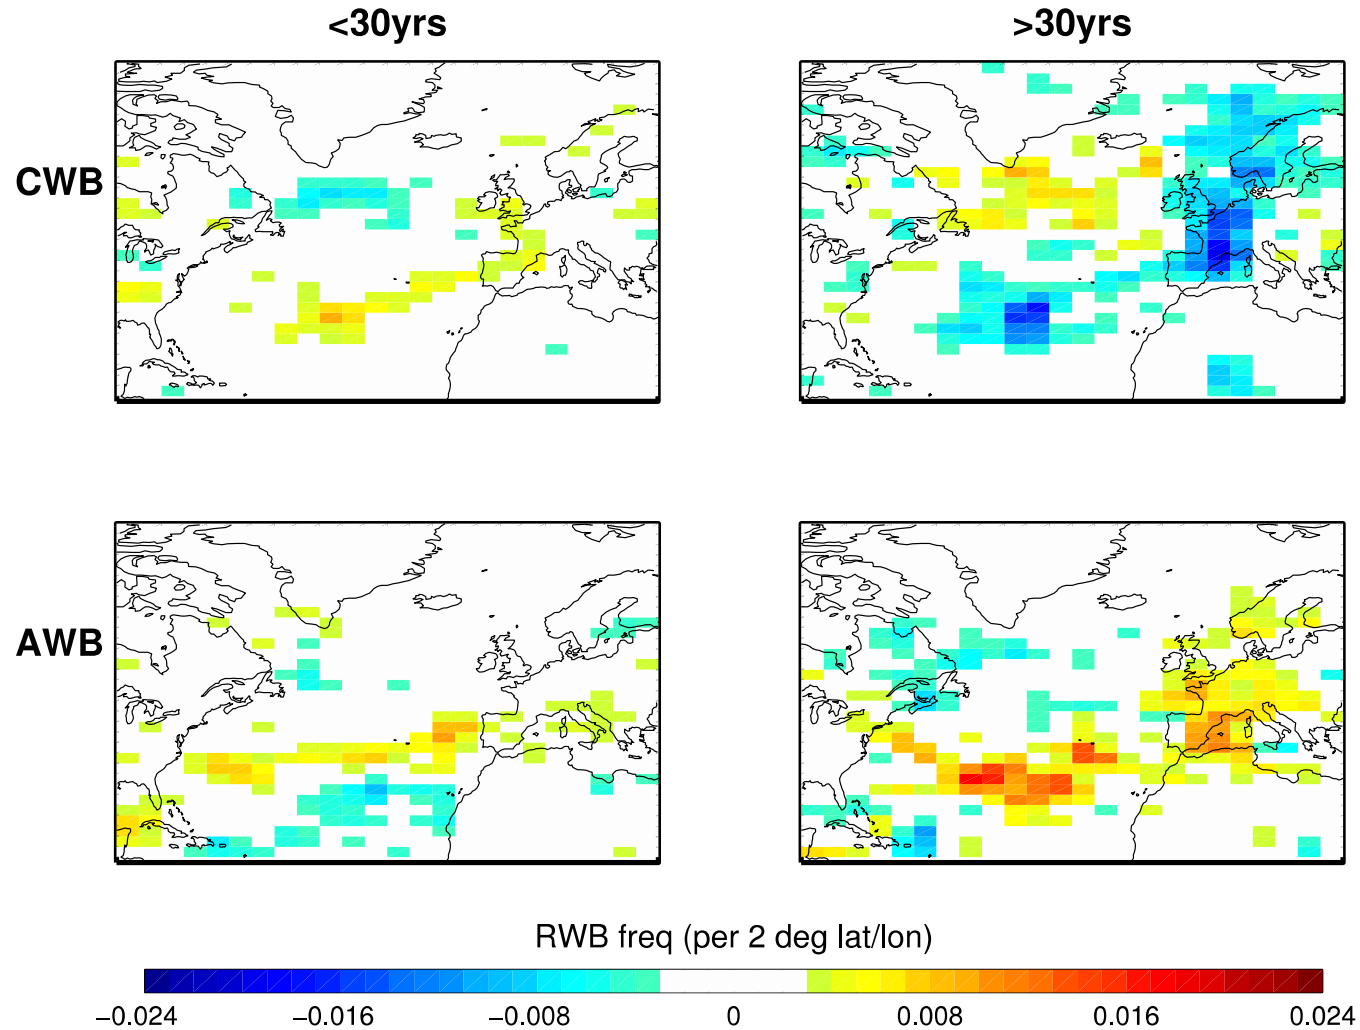 <30yrs
>30yrs
CWB
AWB
RWB freq (per 2 deg lat/lon)
−0.024 −0.016 −0.008 0 0.008 0.016 0.024